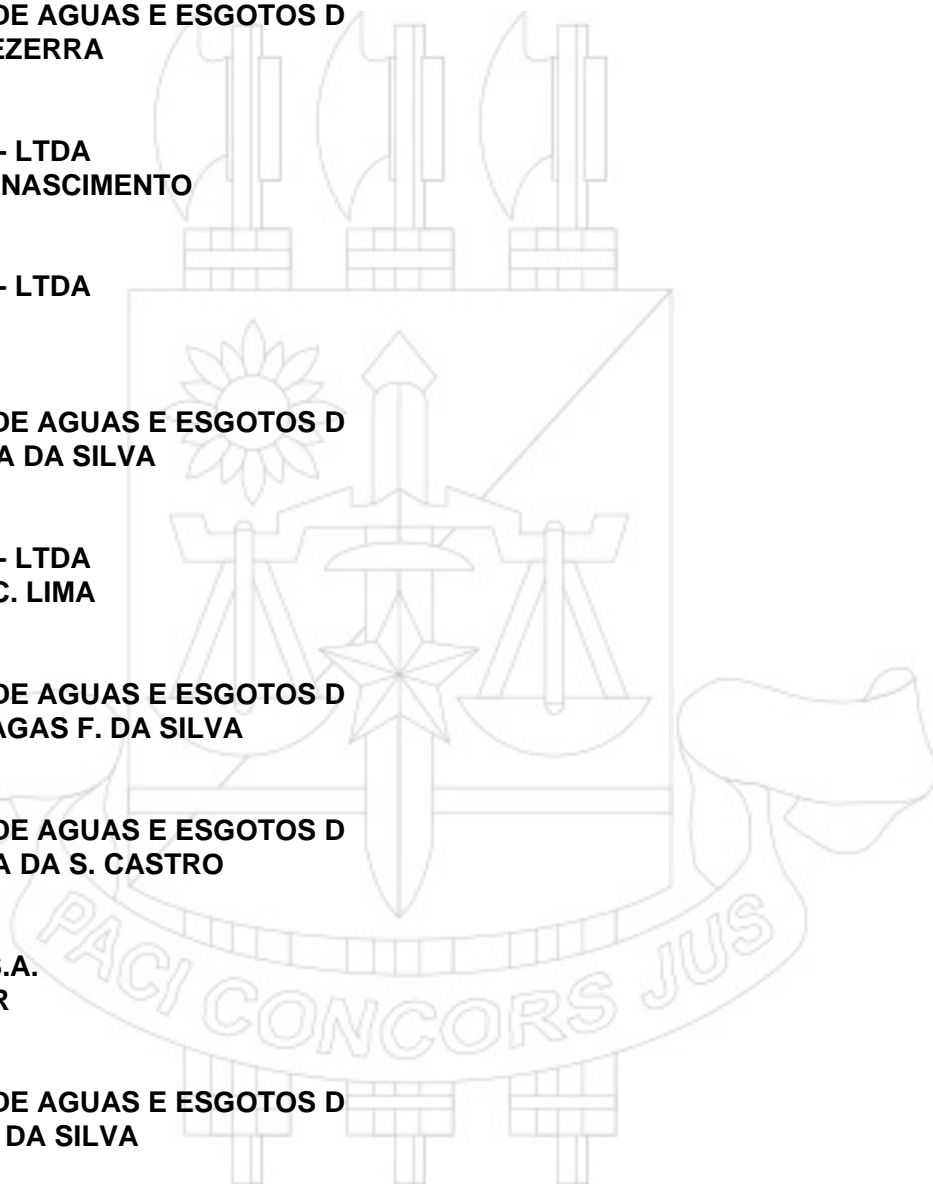 DE AGUAS E ESGOTOS D
EZERRA
- LTDA
NASCIMENTO
- LTDA
DE AGUAS E ESGOTOS D
A DA SILVA
- LTDA
C. LIMA
DE AGUAS E ESGOTOS D
AGAS F. DA SILVA
DE AGUAS E ESGOTOS D
A DA S. CASTRO
S.A.
R
PACI CONCORS JUS
DE AGUAS E ESGOTOS D
DA SILVA